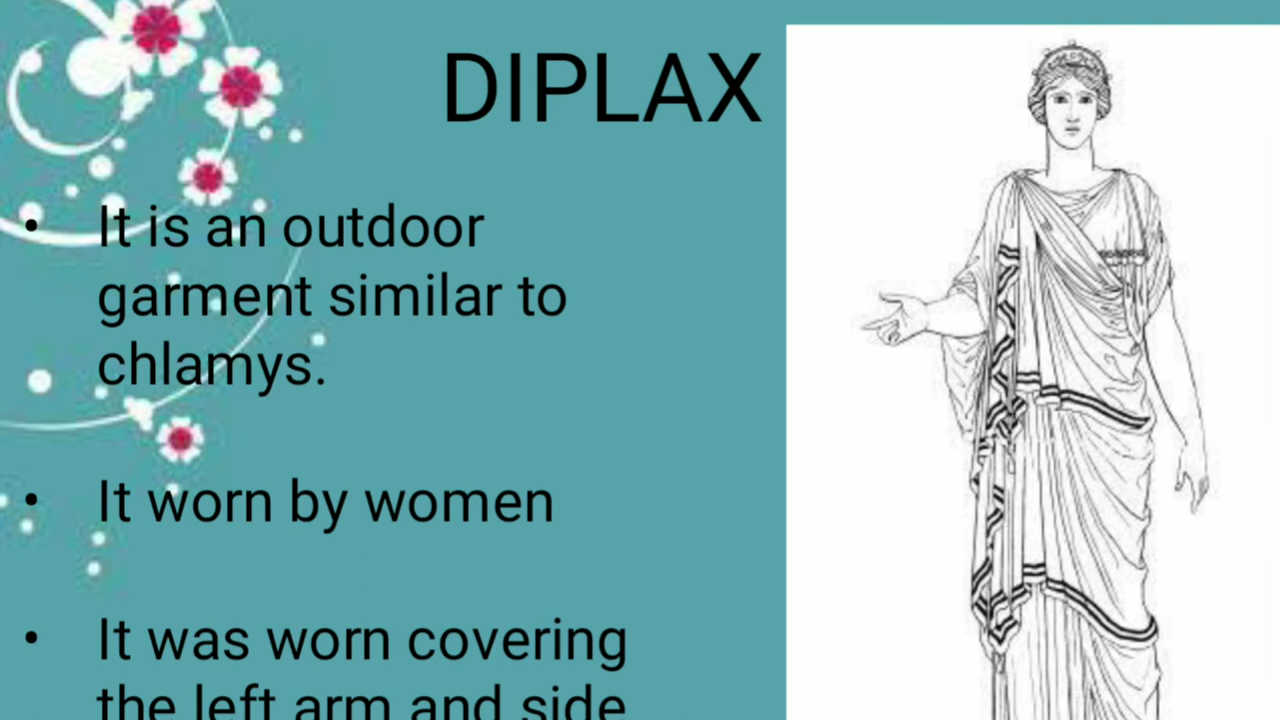 DIPLAX
• It is an outdoor
garment similar to
chlamys.
• It worn by women
• It was worn covering
the left arm and side